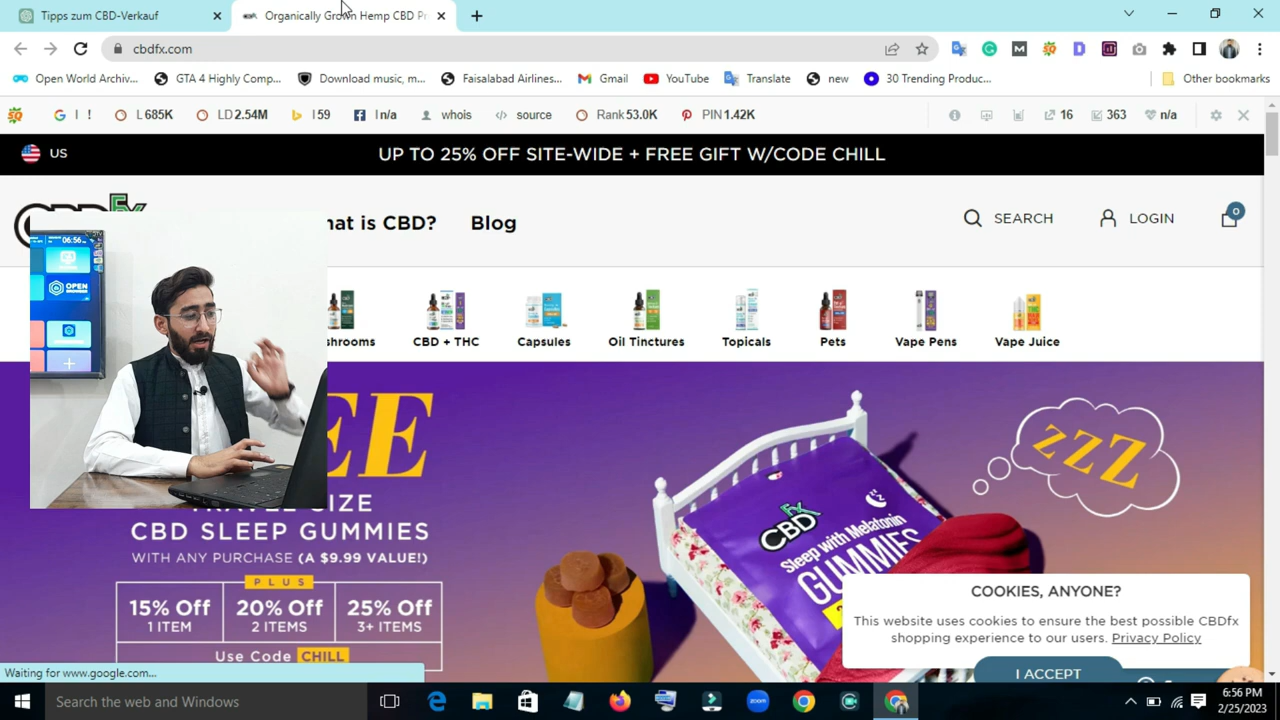 Tipps zum CBD-Verkauf
Organically Grown Hemp CBD Pr
cbdfx.com
Open World Archiv...
GTA 4 Highly Comp...
Download music, m...
Faisalabad Airlines...
Gmail
YouTube
Translate
new
30 Trending Produc...
Other bookmarks
I !
L 685K
LD 2.54M
I 59
I n/a
whois
source
Rank 53.0K
PIN 1.42K
16
363
n/a
US
UP TO 25% OFF SITE-WIDE + FREE GIFT W/CODE CHILL
hat is CBD?
Blog
SEARCH
LOGIN
0
06:56
OPEN
shrooms
CBD + THC
Capsules
Oil Tinctures
Topicals
Pets
Vape Pens
Vape Juice
EE
SIZE
CBD SLEEP GUMMIES
WITH ANY PURCHASE (A $9.99 VALUE!)
PLUS
15% Off
1 ITEM
20% Off
2 ITEMS
25% Off
3+ ITEMS
Use Code CHILL
zzZ
CBDfx
Sleep with Melatonin
GUMMIES
COOKIES, ANYONE?
This website uses cookies to ensure the best possible CBDfx
shopping experience to our users. Privacy Policy
I ACCEPT
Waiting for www.google.com...
Search the web and Windows
zoom
6:56 PM
2/25/2023